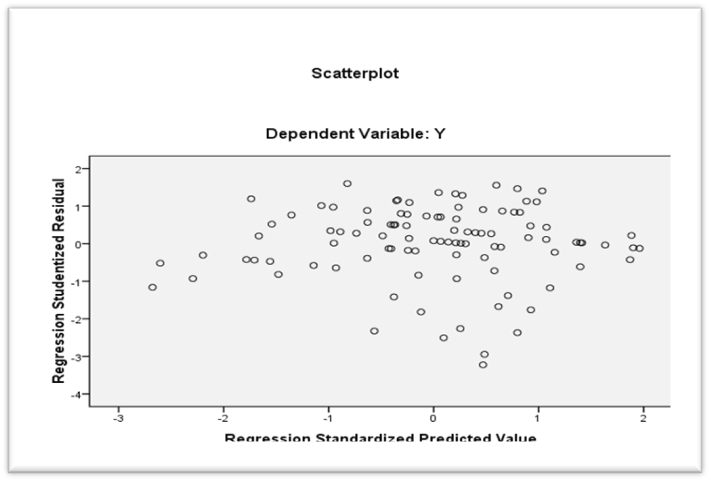 Scatterplot
Dependent Variable: Y
Regression Studentized Residual
2
1
0
-1
-2
-3
-4
-3 -2 -1 0 1 2
Regression Standardized Predicted Value